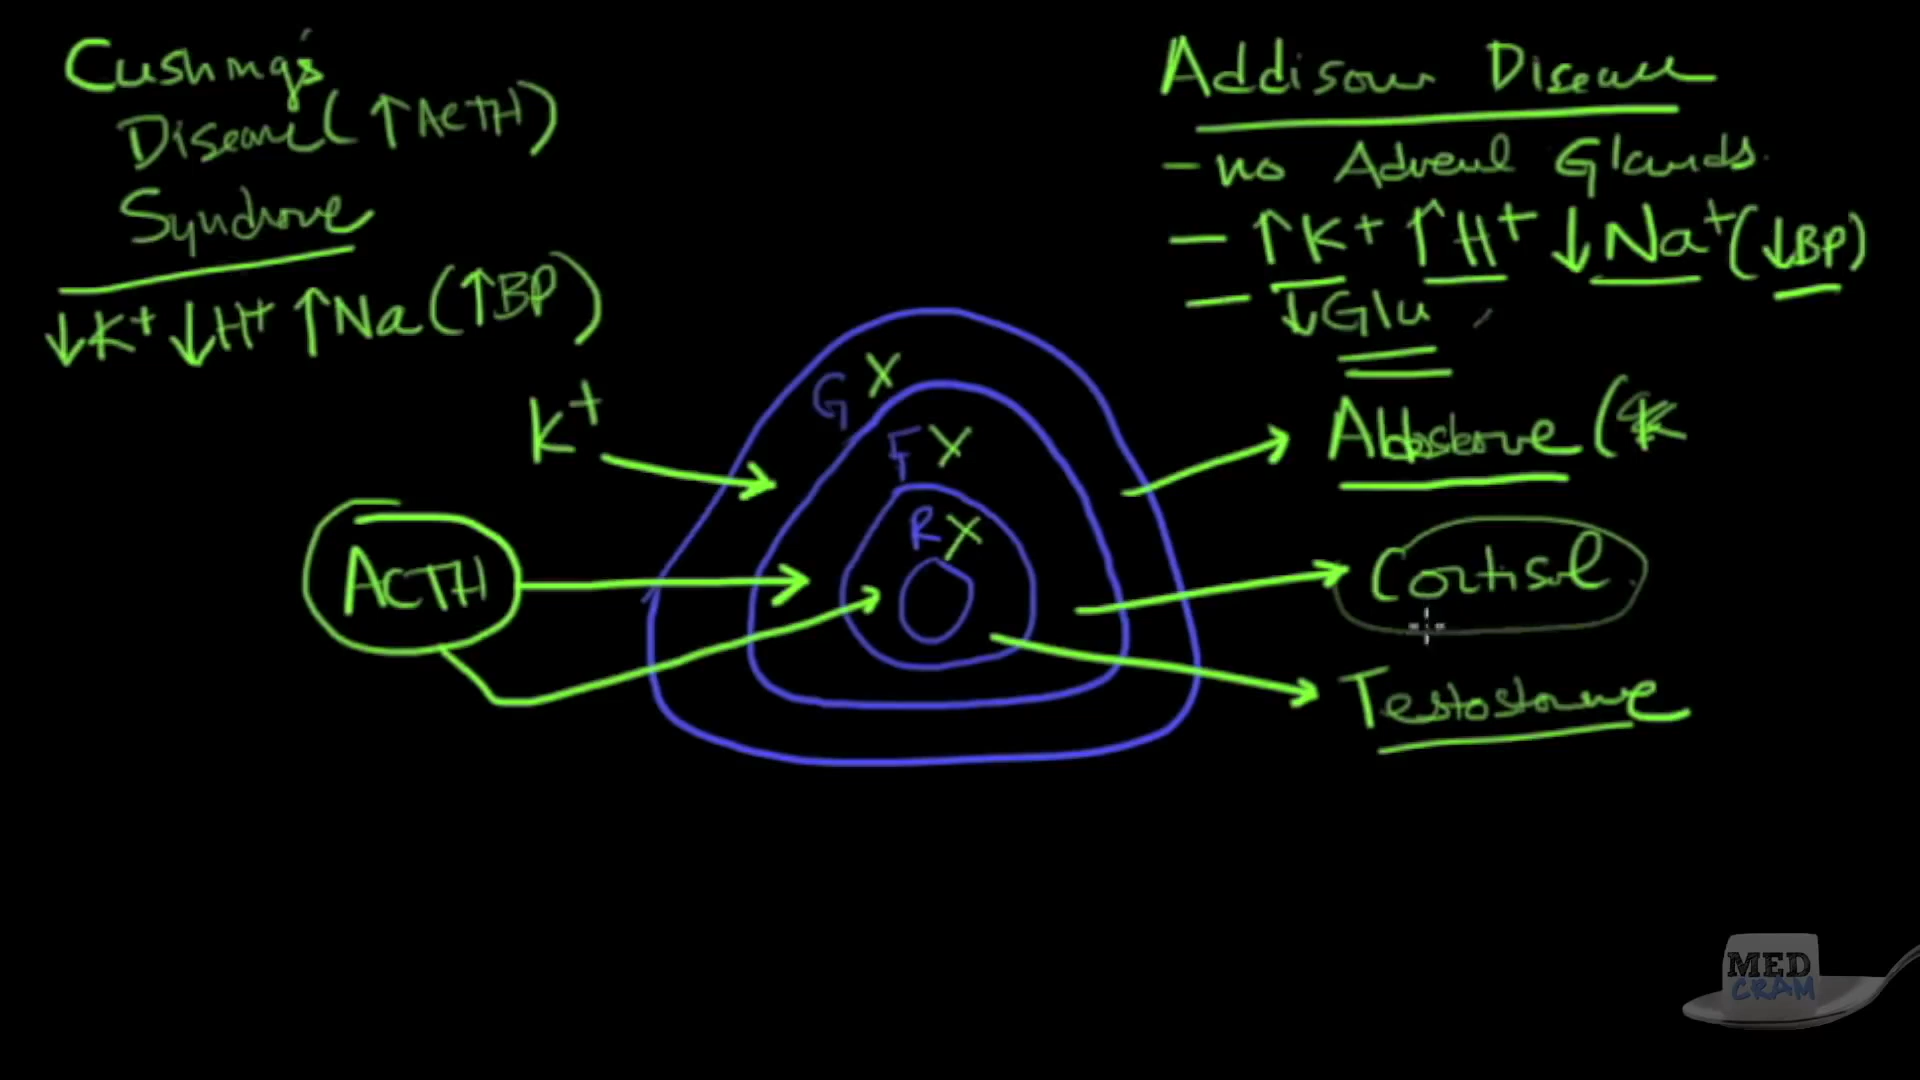 Cushing's
Disease (↑ACTH)
Syndrome
↓K+ ↓H+ ↑Na (↑BP)
Addison Disease
- no Adrenal Glands.
- ↑K+ ↑H+ ↓Na+ (↓BP)
- ↓Glu
K+
ACTH
G X
F X
R X
Aldosterone (
Cortisol
Testosterone
MED
CRAM